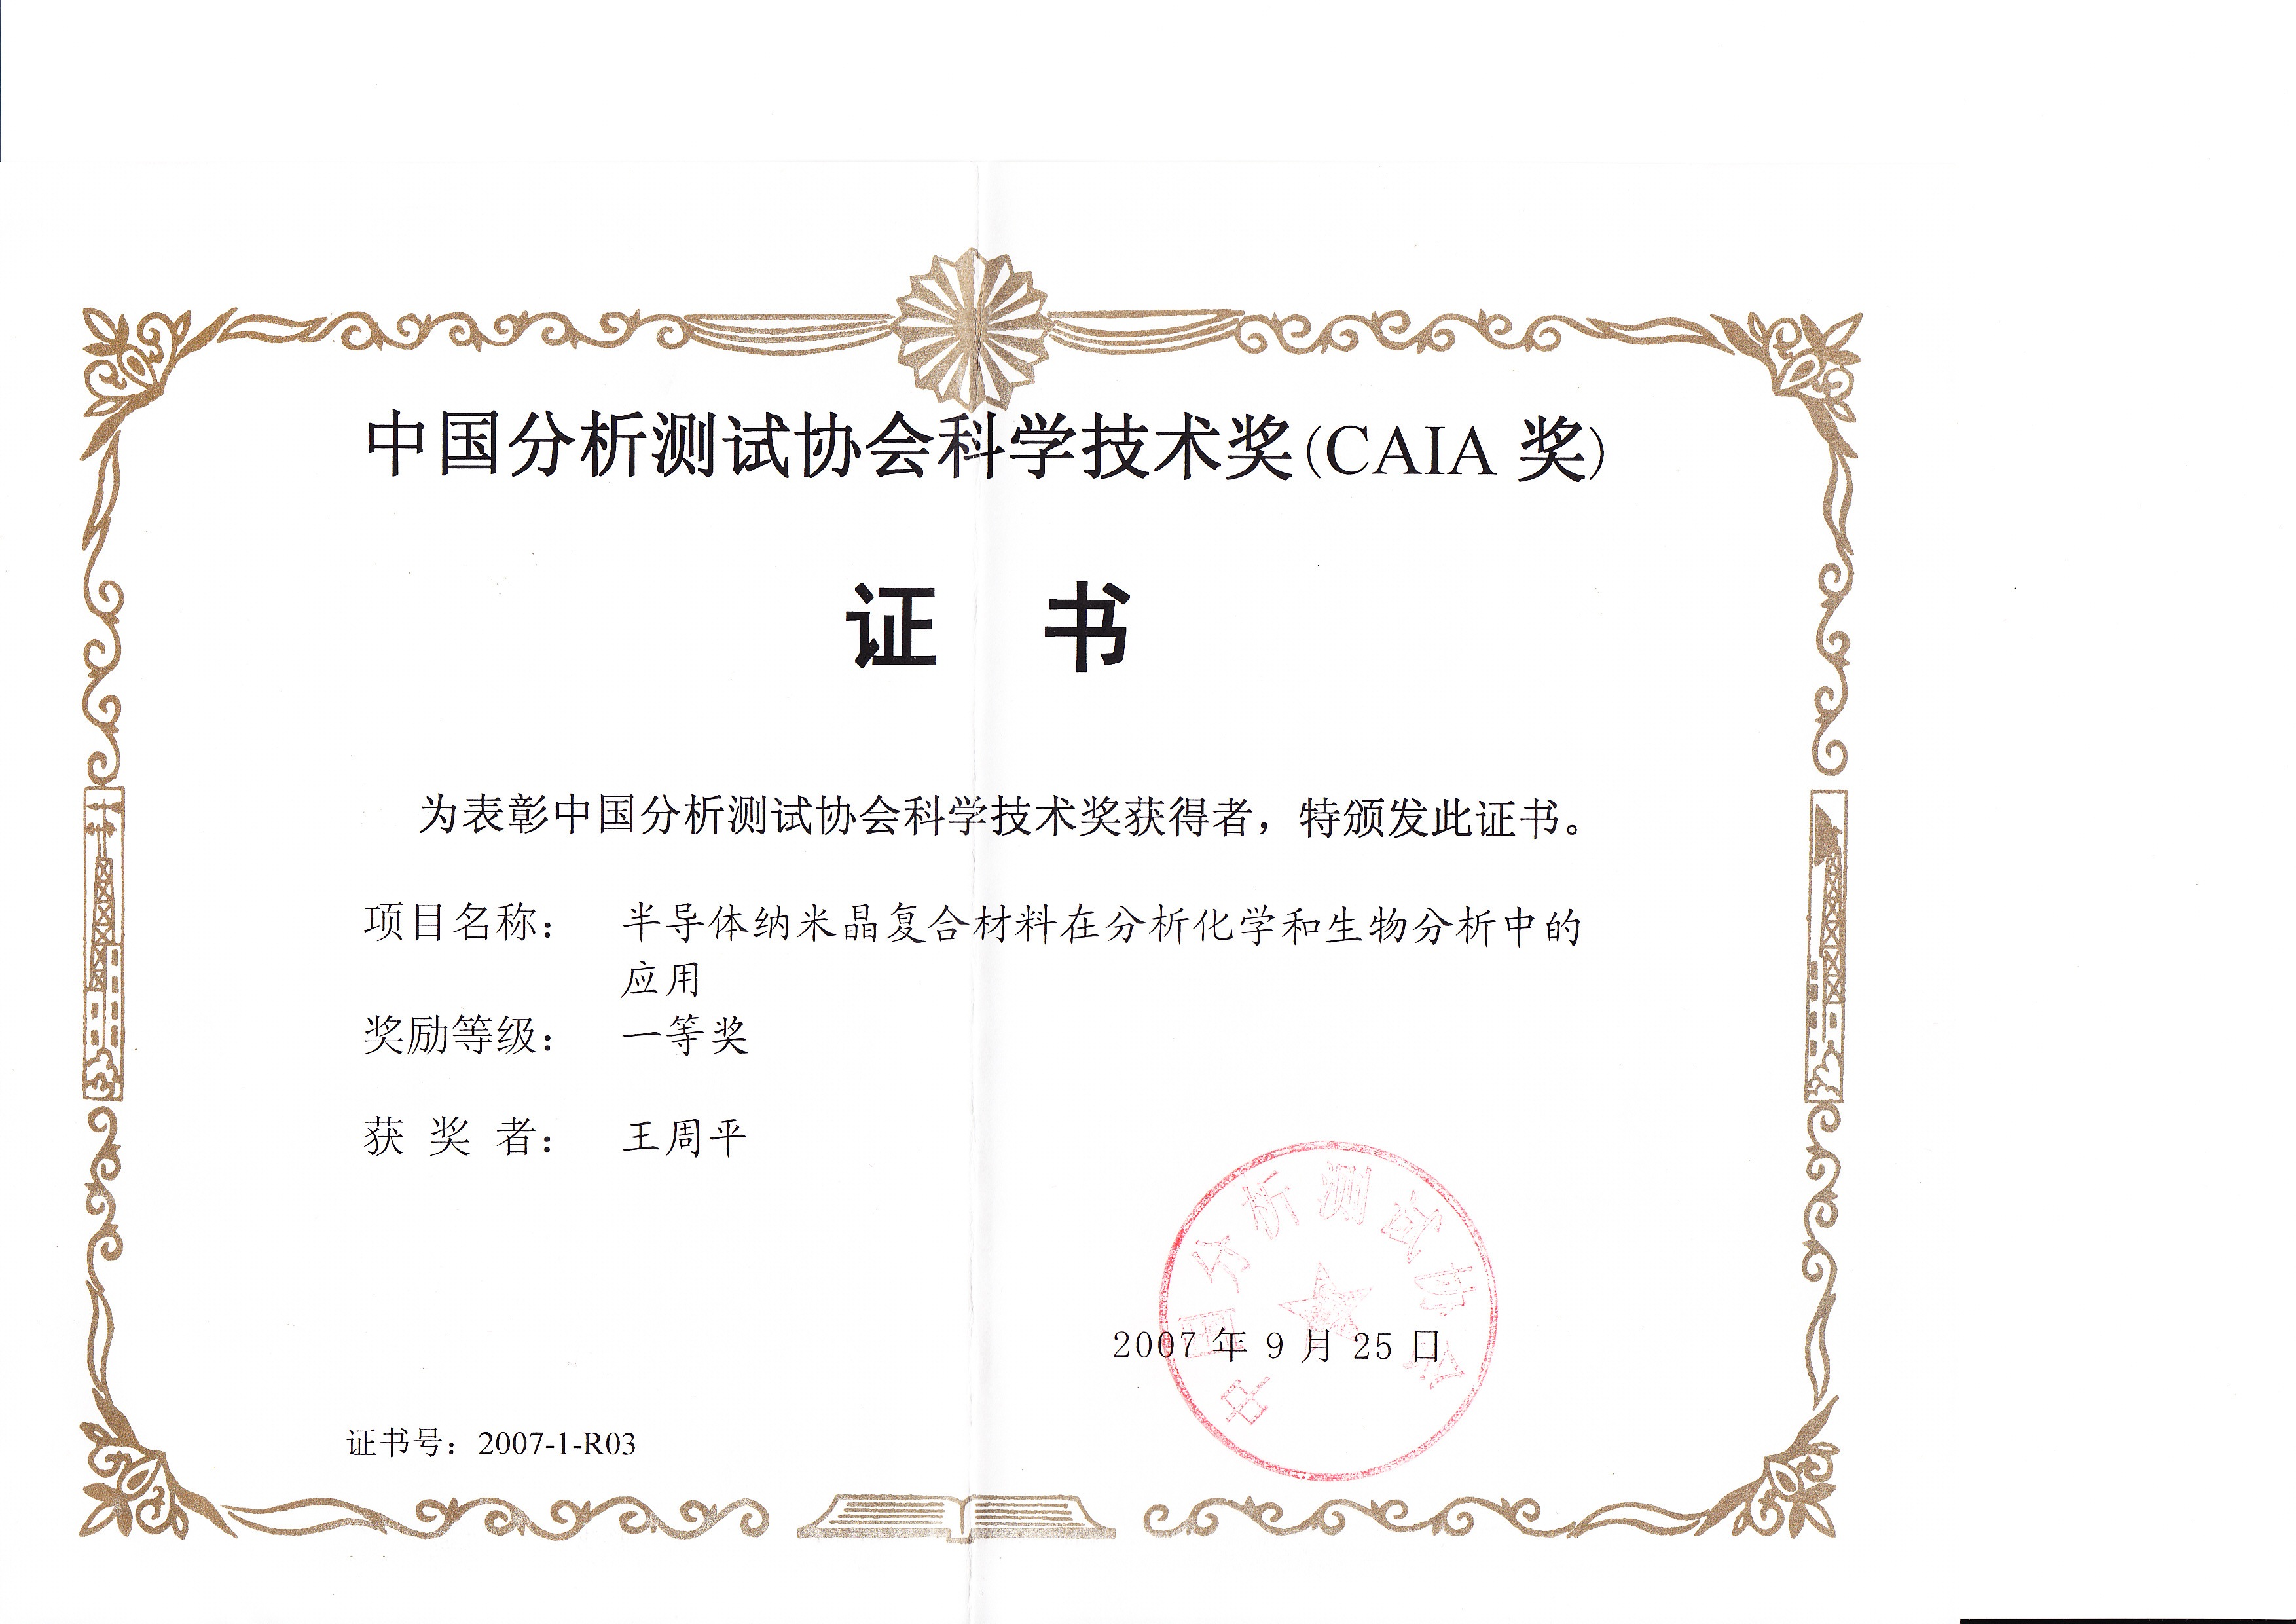 中国分析测试协会科学技术奖(CAIA 奖)
证 书
为表彰中国分析测试协会科学技术奖获得者，特颁发此证书。
项目名称： 半导体纳米晶复合材料在分析化学和生物分析中的
应用
奖励等级： 一等奖
获 奖 者： 王周平
中国分析测试协会
2007 年 9 月 25 日
证书号：2007-1-R03